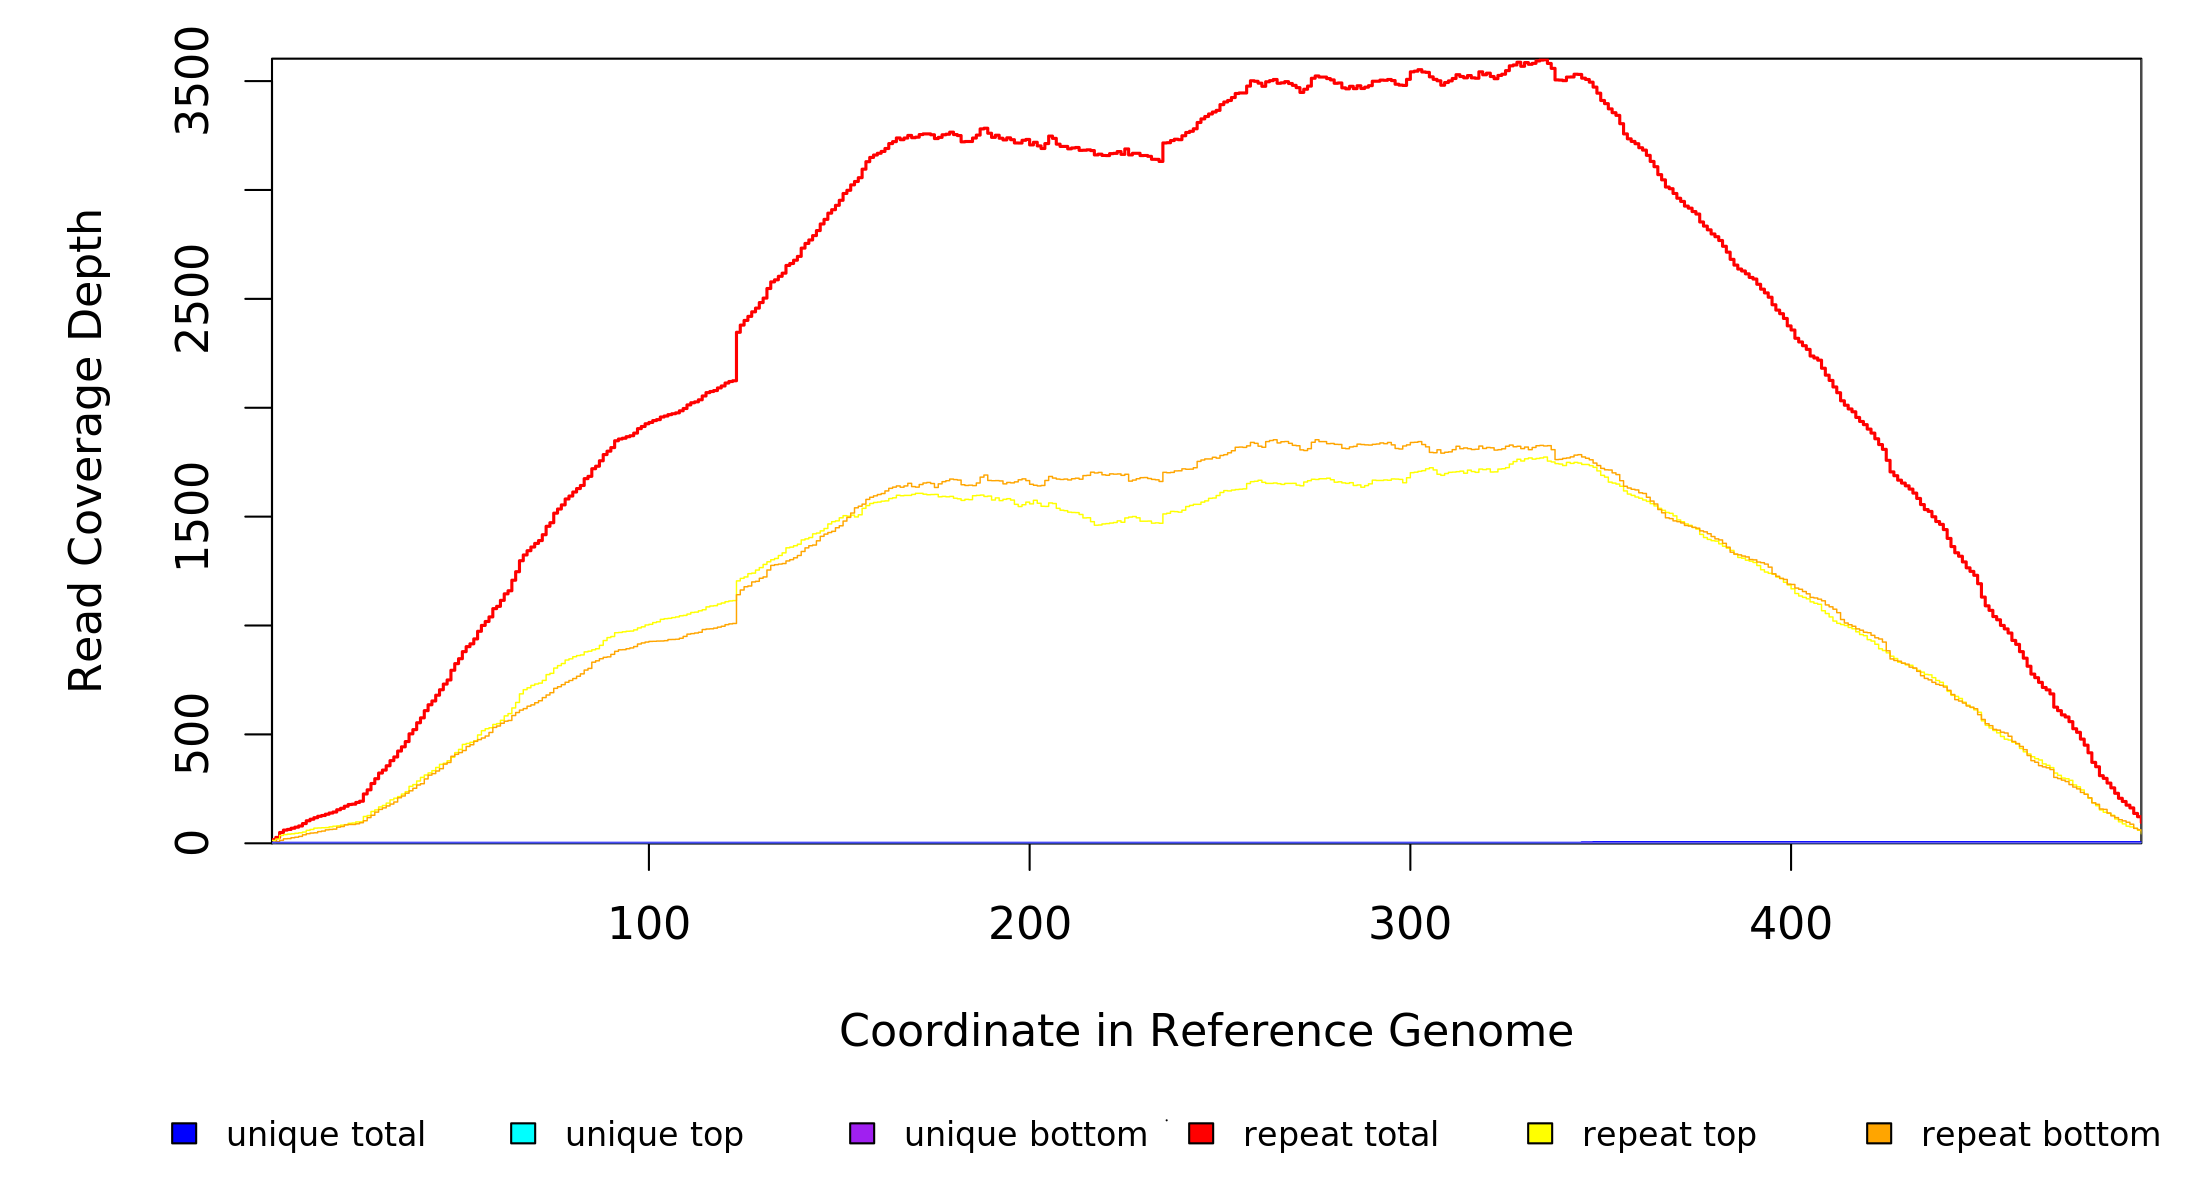 Read Coverage Depth
3500
2500
1500
500
0
100 200 300 400
Coordinate in Reference Genome
unique total unique top unique bottom repeat total repeat top repeat bottom